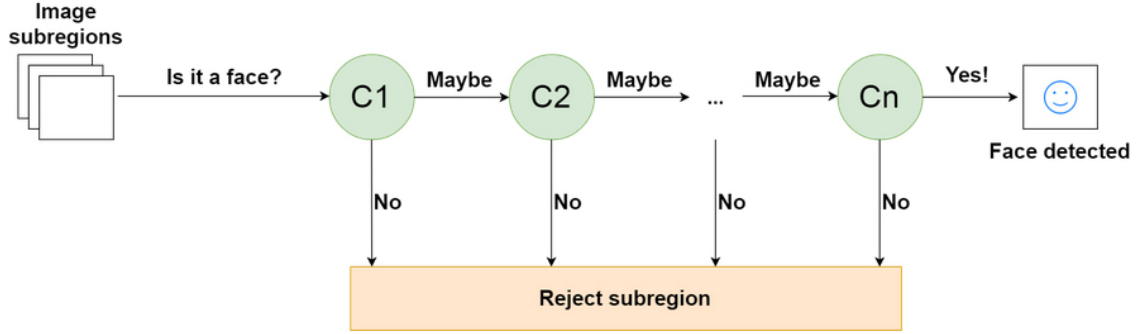 Image
subregions
Is it a face?
C1
Maybe
C2
Maybe
...
Maybe
Cn
Yes!
Face detected
No
No
No
No
Reject subregion